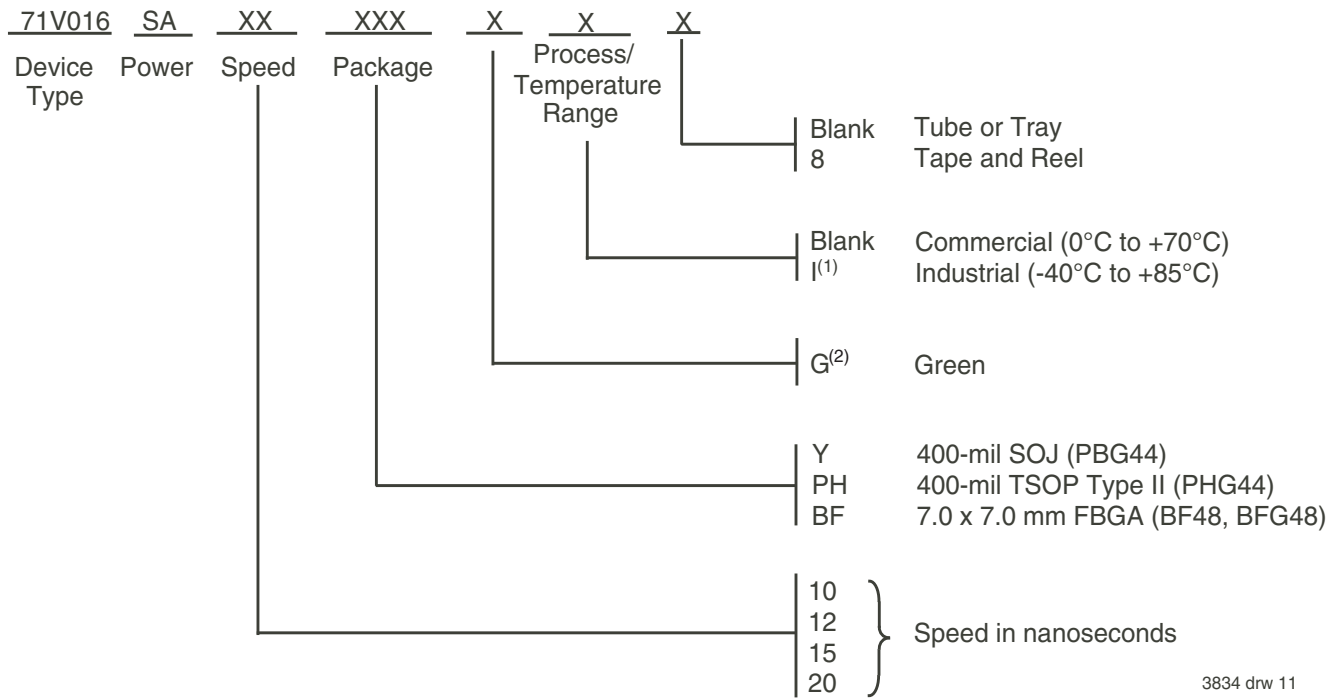 71V016 SA XX XXX X X X
Device Type
Power
Speed
Package
Process/
Temperature
Range
Blank Tube or Tray
8 Tape and Reel
Blank Commercial (0°C to +70°C)
I(1) Industrial (-40°C to +85°C)
G(2) Green
Y 400-mil SOJ (PBG44)
PH 400-mil TSOP Type II (PHG44)
BF 7.0 x 7.0 mm FBGA (BF48, BFG48)
10
12
15
20
Speed in nanoseconds
3834 drw 11